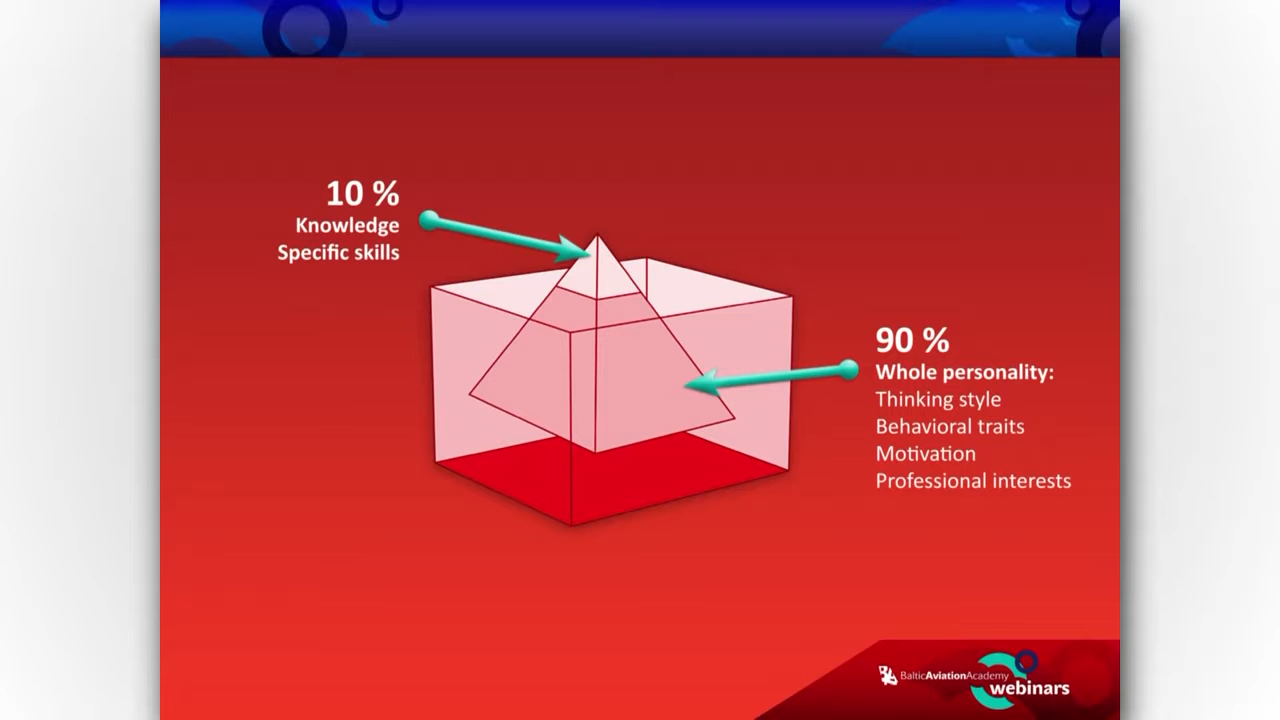 10 %
Knowledge
Specific skills
90 %
Whole personality:
Thinking style
Behavioral traits
Motivation
Professional interests
BalticAviationAcademy
webinars